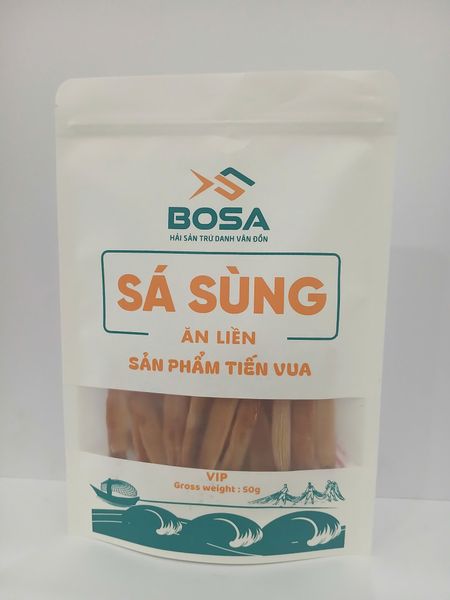 BOSA
HẢI SẢN TRỨ DANH VÂN ĐỒN
SÁ SÙNG
ĂN LIỀN
SẢN PHẨM TIẾN VUA
VIP
Gross weight : 50g